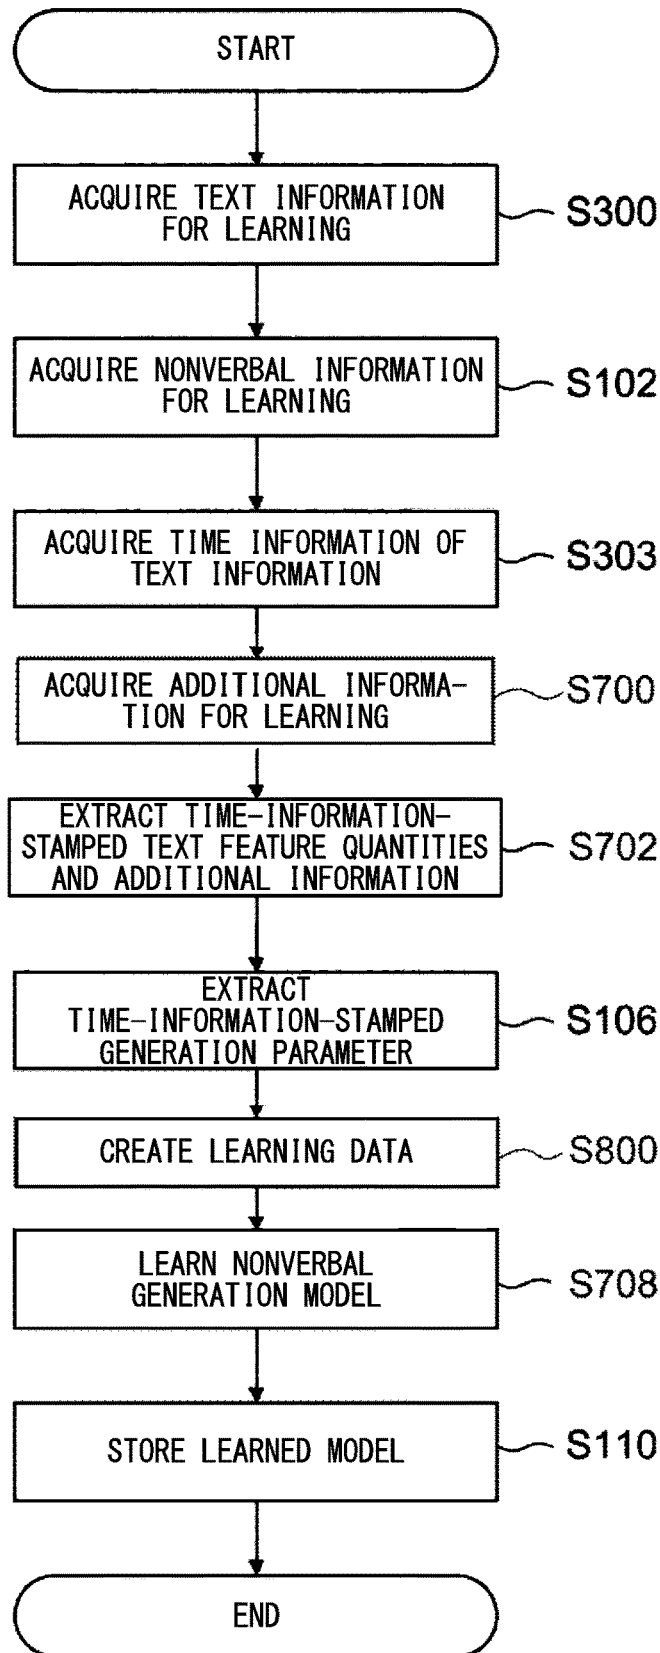 START
ACQUIRE TEXT INFORMATION
FOR LEARNING
S300
ACQUIRE NONVERBAL INFORMATION
FOR LEARNING
S102
ACQUIRE TIME INFORMATION OF
TEXT INFORMATION
S303
ACQUIRE ADDITIONAL INFORMA-
TION FOR LEARNING
S700
EXTRACT TIME-INFORMATION-
STAMPED TEXT FEATURE QUANTITIES
AND ADDITIONAL INFORMATION
S702
EXTRACT
TIME-INFORMATION-STAMPED
GENERATION PARAMETER
S106
CREATE LEARNING DATA
S800
LEARN NONVERBAL
GENERATION MODEL
S708
STORE LEARNED MODEL
S110
END